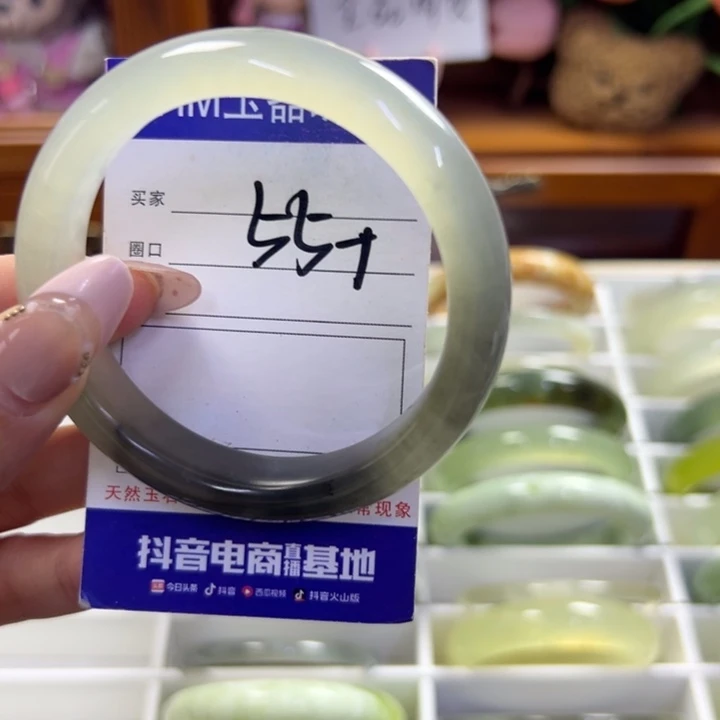 买家
圈口
55+
天然玉石
常现象
抖音电商直播基地
今日头条 抖音 西瓜视频 抖音火山版